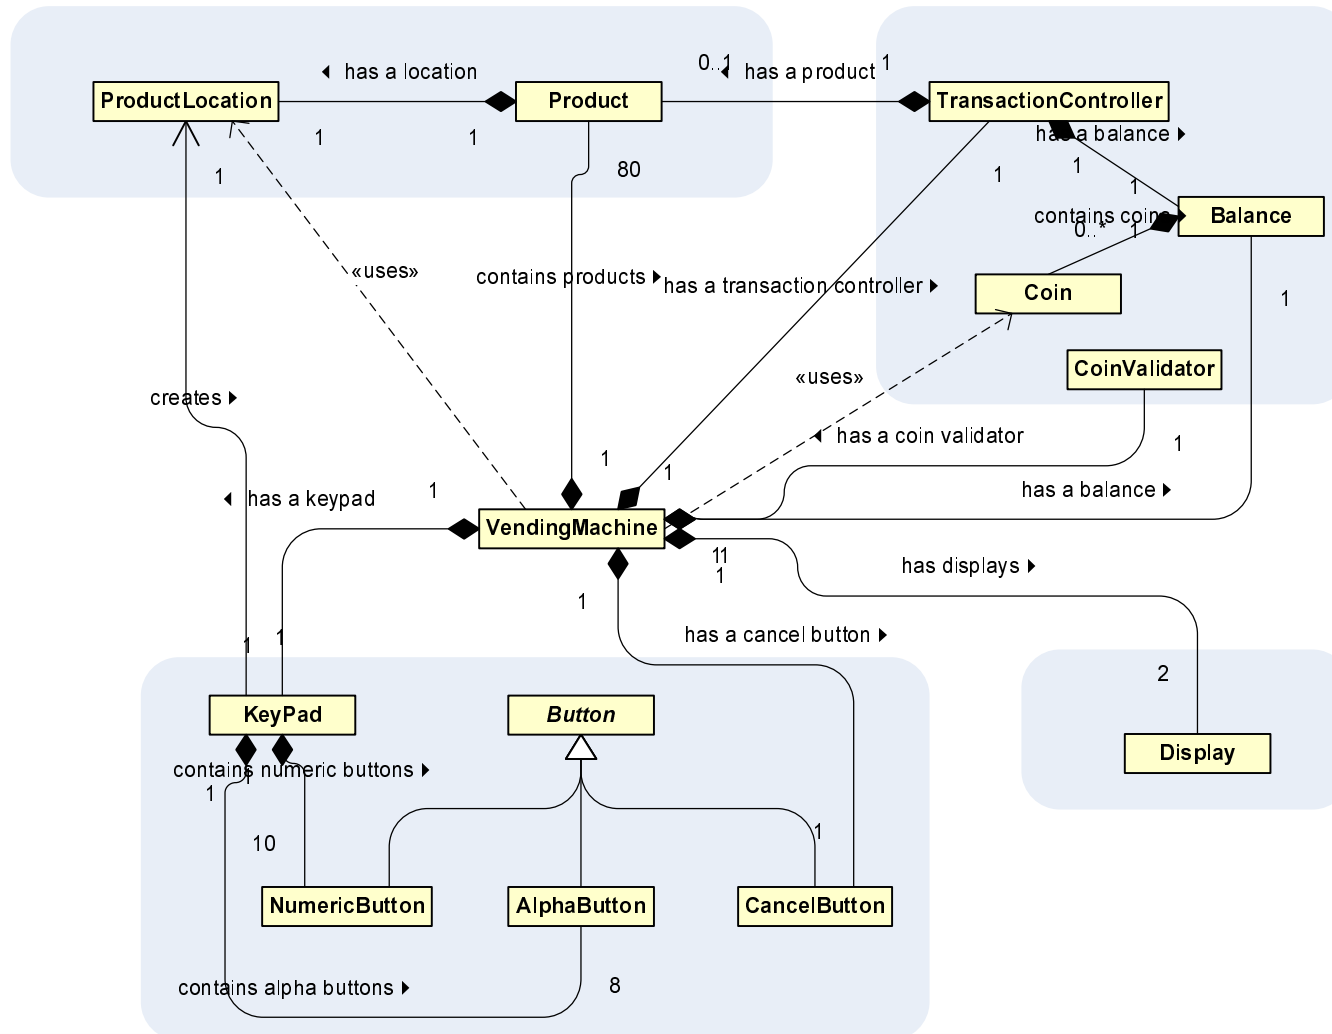 0..1
1
has a location
has a product
ProductLocation
Product
TransactionController
1
1
has a balance
1
80
1
1
1
contains coins
0..*
1
Balance
«uses»
contains products
has a transaction controller
Coin
1
CoinValidator
«uses»
creates
has a coin validator
1
1
1
has a keypad
1
has a balance
VendingMachine
11
1
has displays
1
has a cancel button
1
1
2
KeyPad
Button
Display
contains numeric buttons
1
1
10
1
NumericButton
AlphaButton
CancelButton
contains alpha buttons
8